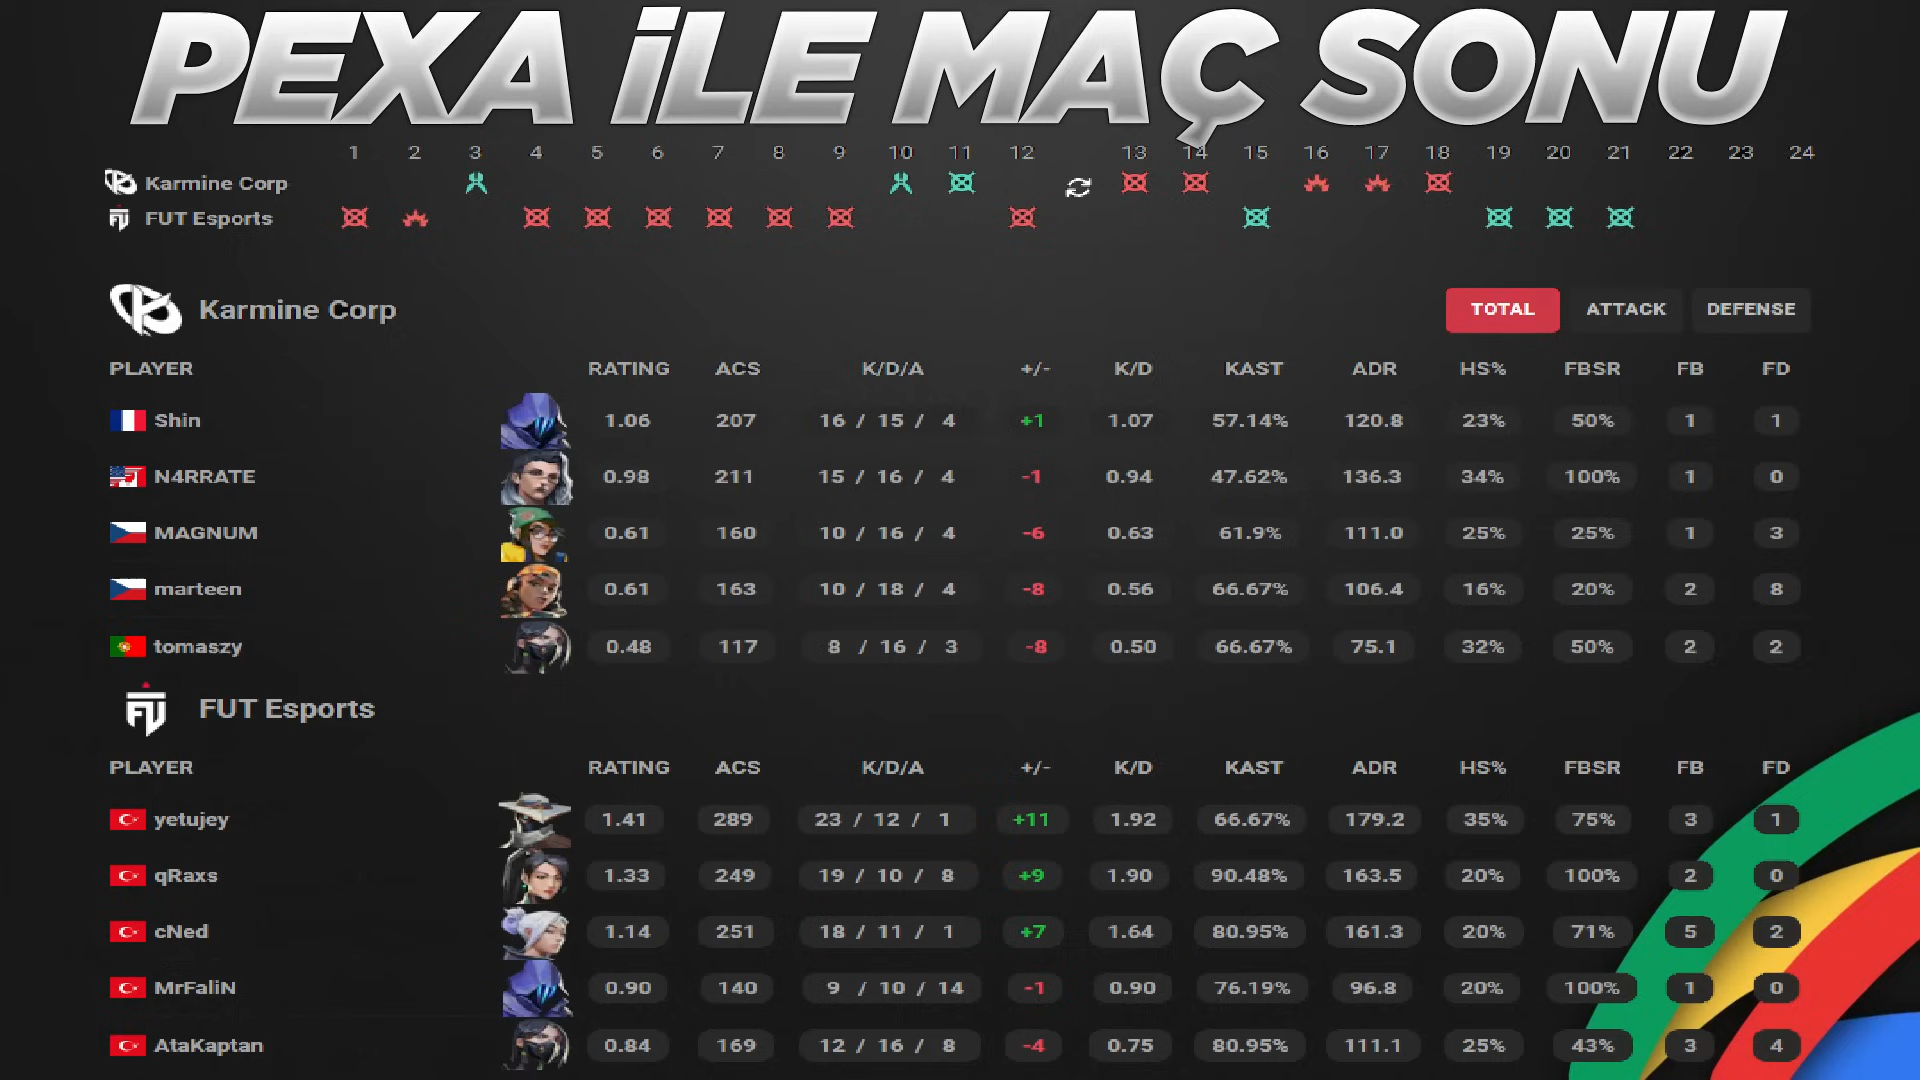 PEXA iLE MAÇ SONU
1 2 3 4 5 6 7 8 9 10 11 12 13 14 15 16 17 18 19 20 21 22 23 24
Karmine Corp
FUT Esports
Karmine Corp
TOTAL ATTACK DEFENSE
PLAYER RATING ACS K/D/A +/- K/D KAST ADR HS% FBSR FB FD
Shin 1.06 207 16 / 15 / 4 +1 1.07 57.14% 120.8 23% 50% 1 1
N4RRATE 0.98 211 15 / 16 / 4 -1 0.94 47.62% 136.3 34% 100% 1 0
MAGNUM 0.61 160 10 / 16 / 4 -6 0.63 61.9% 111.0 25% 25% 1 3
marteen 0.61 163 10 / 18 / 4 -8 0.56 66.67% 106.4 16% 20% 2 8
tomaszy 0.48 117 8 / 16 / 3 -8 0.50 66.67% 75.1 32% 50% 2 2
FUT Esports
PLAYER RATING ACS K/D/A +/- K/D KAST ADR HS% FBSR FB FD
yetujey 1.41 289 23 / 12 / 1 +11 1.92 66.67% 179.2 35% 75% 3 1
qRaxs 1.33 249 19 / 10 / 8 +9 1.90 90.48% 163.5 20% 100% 2 0
cNed 1.14 251 18 / 11 / 1 +7 1.64 80.95% 161.3 20% 71% 5 2
MrFaliN 0.90 140 9 / 10 / 14 -1 0.90 76.19% 96.8 20% 100% 1 0
AtaKaptan 0.84 169 12 / 16 / 8 -4 0.75 80.95% 111.1 25% 43% 3 4